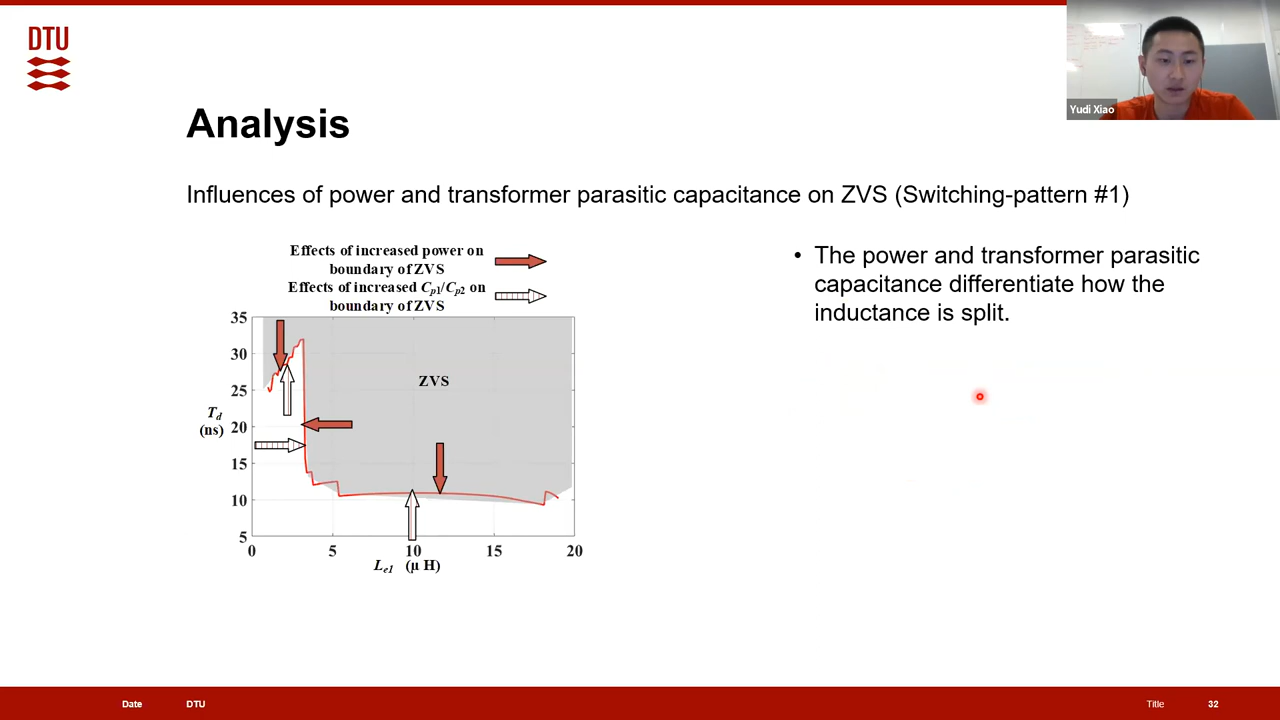 DTU
Yudi Xiao
Analysis
Influences of power and transformer parasitic capacitance on ZVS (Switching-pattern #1)
Effects of increased power on
boundary of ZVS
Effects of increased Cp1/Cp2 on
boundary of ZVS
35
30
25
20
15
10
5
Td
(ns)
ZVS
0 5 10 15 20
Le1 (μ H)
• The power and transformer parasitic
capacitance differentiate how the
inductance is split.
Date DTU Title 32